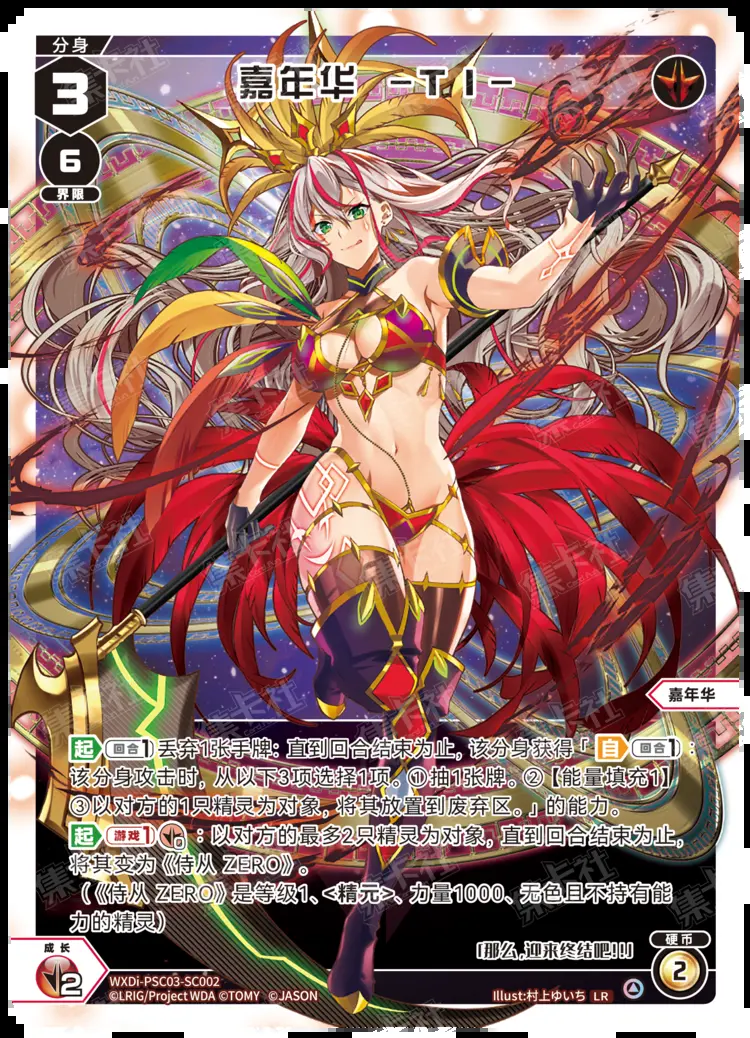 分身
3
嘉年华 -TI-
6
界限
嘉年华
起 回合1 丢弃1张手牌：直到回合结束为止，该分身获得「自 回合1：
该分身攻击时，从以下3项选择1项。①抽1张牌。②【能量填充1】
③以对方的1只精灵为对象，将其放置到废弃区。」的能力。
起 游戏1 0：以对方的最多2只精灵为对象，直到回合结束为止，
将其变为《侍从 ZERO》。
（《侍从 ZERO》是等级1、<精元>、力量1000、无色且不持有能
力的精灵）
「那么,迎来终结吧!!」
成长
2
硬币
2
WXDi-PSC03-SC002
©LRIG/Project WDA ©TOMY ©JASON
Illust:村上ゆいち LR
集卡社